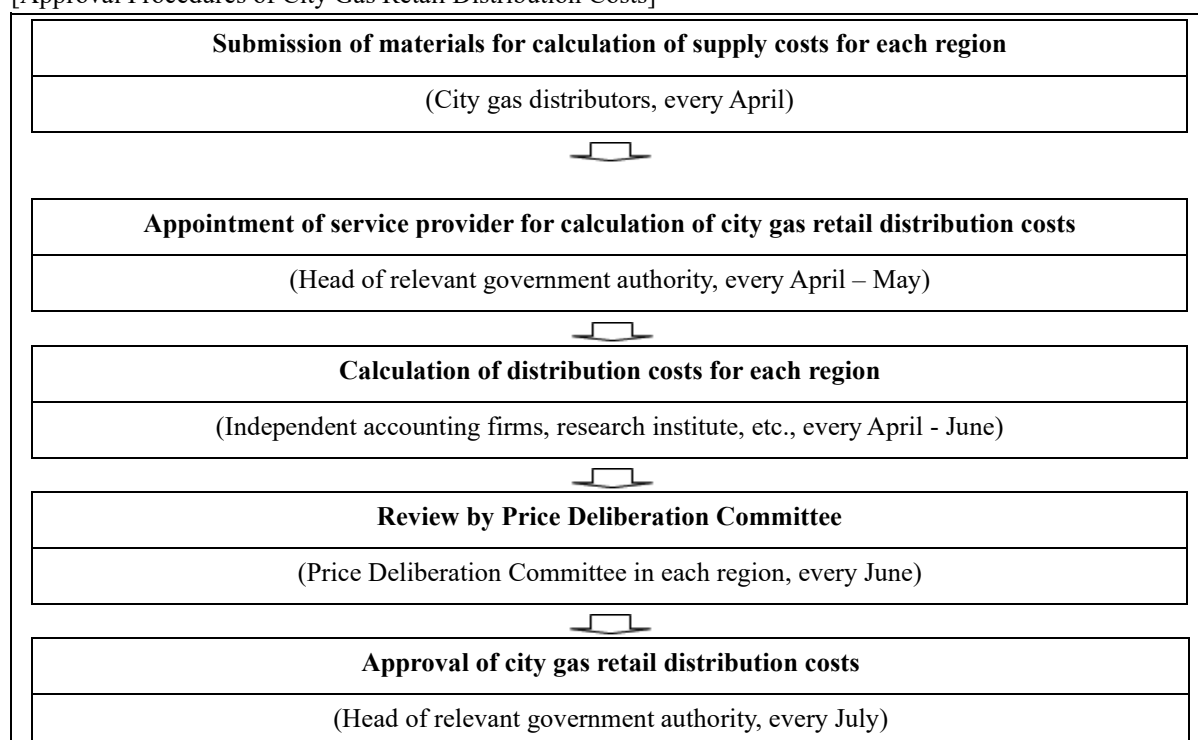 [Approval Procedures of City Gas Retail Distribution Costs]
Submission of materials for calculation of supply costs for each region
(City gas distributors, every April)
Appointment of service provider for calculation of city gas retail distribution costs
(Head of relevant government authority, every April – May)
Calculation of distribution costs for each region
(Independent accounting firms, research institute, etc., every April - June)
Review by Price Deliberation Committee
(Price Deliberation Committee in each region, every June)
Approval of city gas retail distribution costs
(Head of relevant government authority, every July)